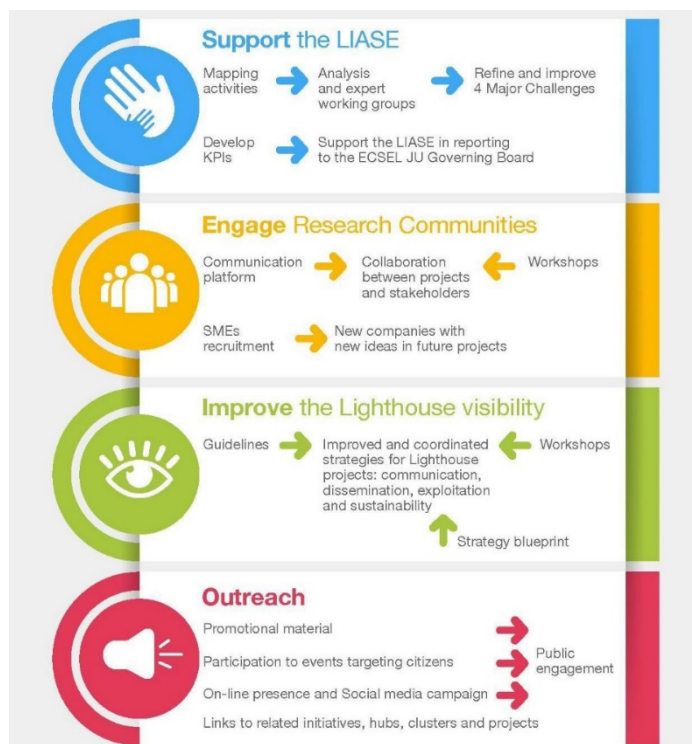 Support the LIASE
Mapping activities
Analysis and expert working groups
Refine and improve 4 Major Challenges
Develop KPIs
Support the LIASE in reporting to the ECSEL JU Governing Board
Engage Research Communities
Communication platform
Collaboration between projects and stakeholders
Workshops
SMEs recruitment
New companies with new ideas in future projects
Improve the Lighthouse visibility
Guidelines
Improved and coordinated strategies for Lighthouse projects: communication, dissemination, exploitation and sustainability
Workshops
Strategy blueprint
Outreach
Promotional material
Participation to events targeting citizens
On-line presence and Social media campaign
Public engagement
Links to related initiatives, hubs, clusters and projects